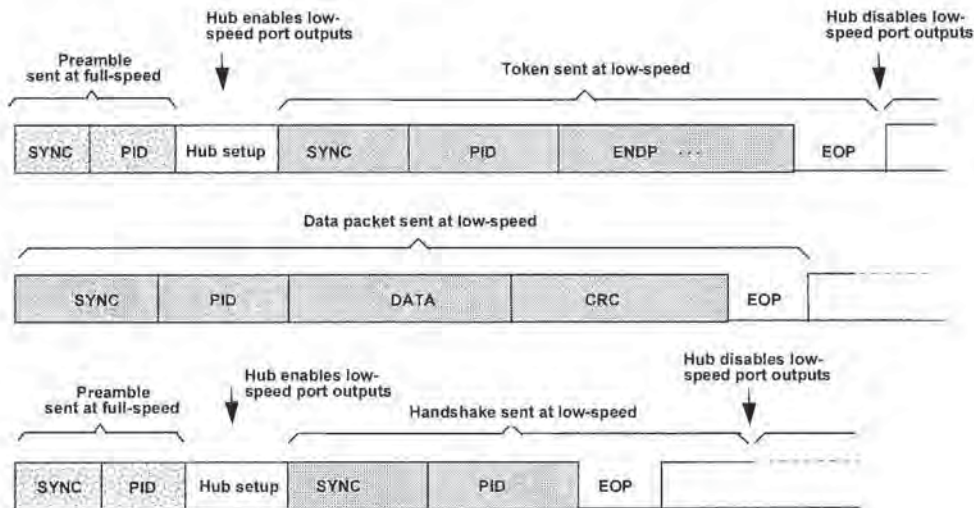 Hub enables low-
speed port outputs
Hub disables low-
speed port outputs
Preamble
sent at full-speed
Token sent at low-speed
SYNC PID Hub setup SYNC PID ENDP ... EOP
Data packet sent at low-speed
SYNC PID DATA CRC EOP
Hub enables low-
speed port outputs
Hub disables low-
speed port outputs
Preamble
sent at full-speed
Handshake sent at low-speed
SYNC PID Hub setup SYNC PID EOP